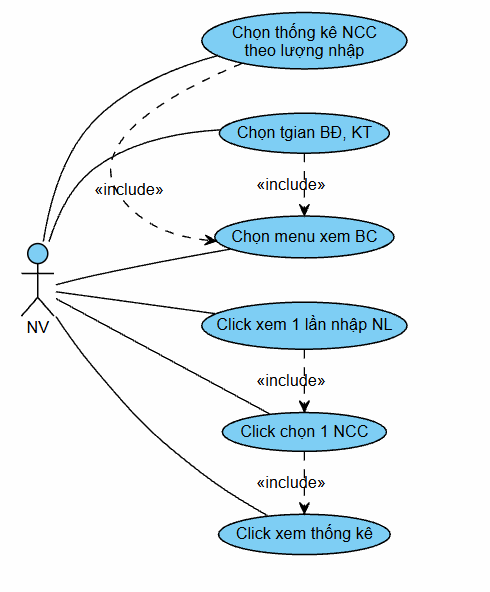 Chọn thống kê NCC
theo lượng nhập
Chọn tgian BĐ, KT
«include»
«include»
Chọn menu xem BC
NV
Click xem 1 lần nhập NL
«include»
Click chọn 1 NCC
«include»
Click xem thống kê